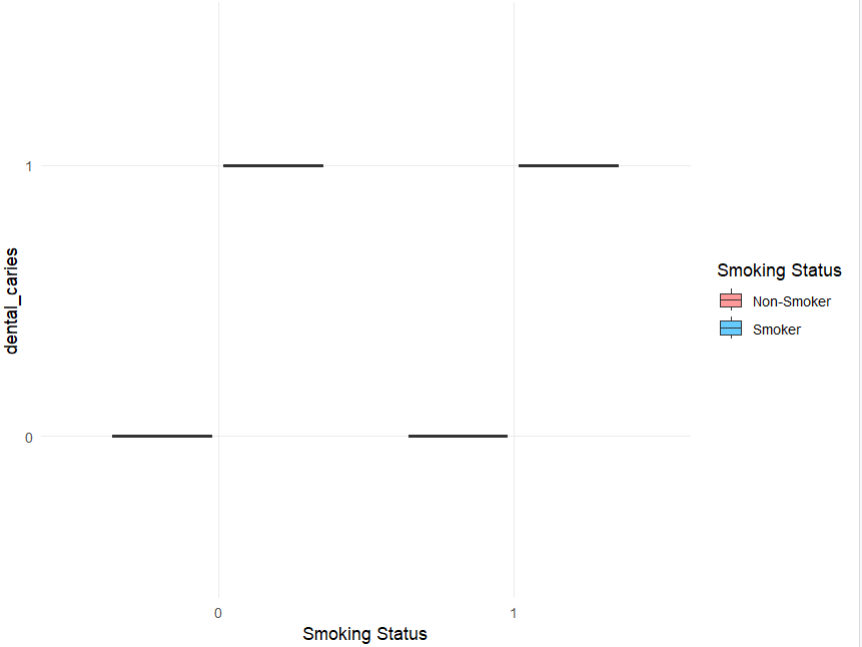 1
0
dental_caries
0
1
Smoking Status
Smoking Status
Non-Smoker
Smoker